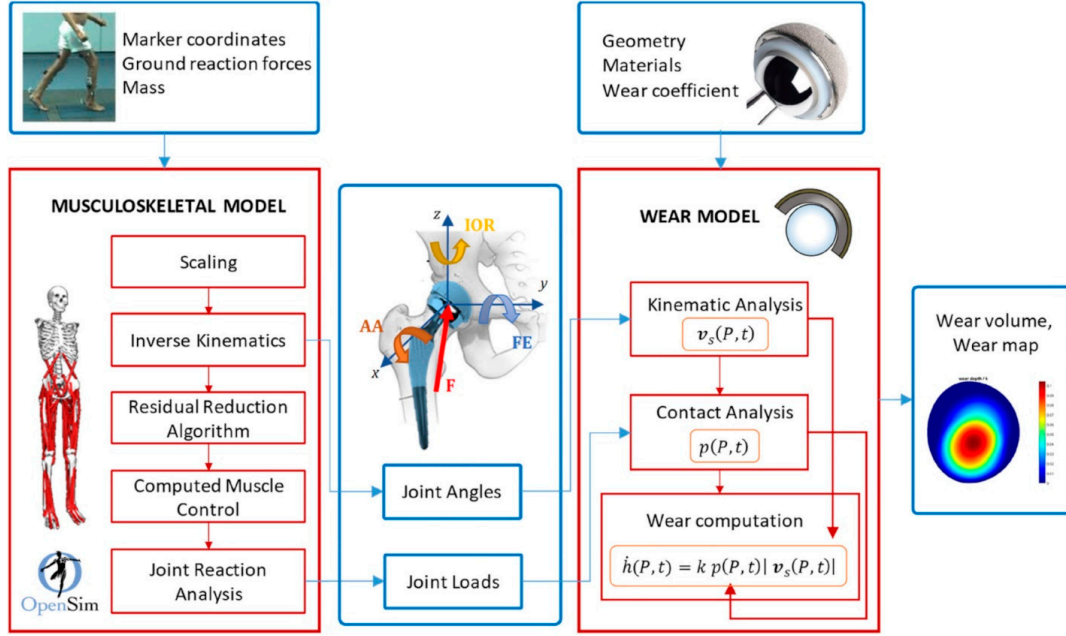 Marker coordinates
Ground reaction forces
Mass
Geometry
Materials
Wear coefficient
MUSCULOSKELETAL MODEL
Scaling
Inverse Kinematics
Residual Reduction
Algorithm
Computed Muscle
Control
Joint Reaction
Analysis
OpenSim
z
IOR
y
AA
FE
x
F
Joint Angles
Joint Loads
WEAR MODEL
Kinematic Analysis
𝒗ₛ(P, t)
Contact Analysis
p(P, t)
Wear computation
ḣ(P, t) = k p(P, t)| 𝒗ₛ(P, t)|
Wear volume,
Wear map